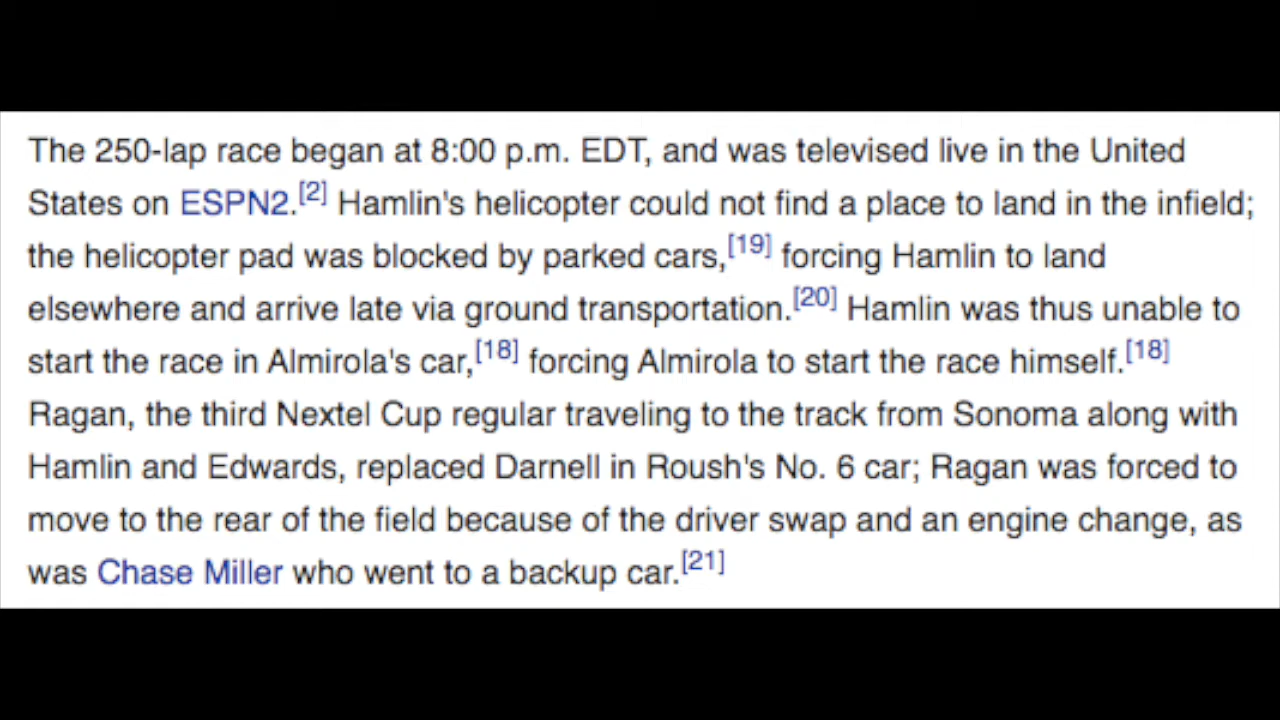 The 250-lap race began at 8:00 p.m. EDT, and was televised live in the United
States on ESPN2.[2] Hamlin's helicopter could not find a place to land in the infield;
the helicopter pad was blocked by parked cars,[19] forcing Hamlin to land
elsewhere and arrive late via ground transportation.[20] Hamlin was thus unable to
start the race in Almirola's car,[18] forcing Almirola to start the race himself.[18]
Ragan, the third Nextel Cup regular traveling to the track from Sonoma along with
Hamlin and Edwards, replaced Darnell in Roush's No. 6 car; Ragan was forced to
move to the rear of the field because of the driver swap and an engine change, as
was Chase Miller who went to a backup car.[21]